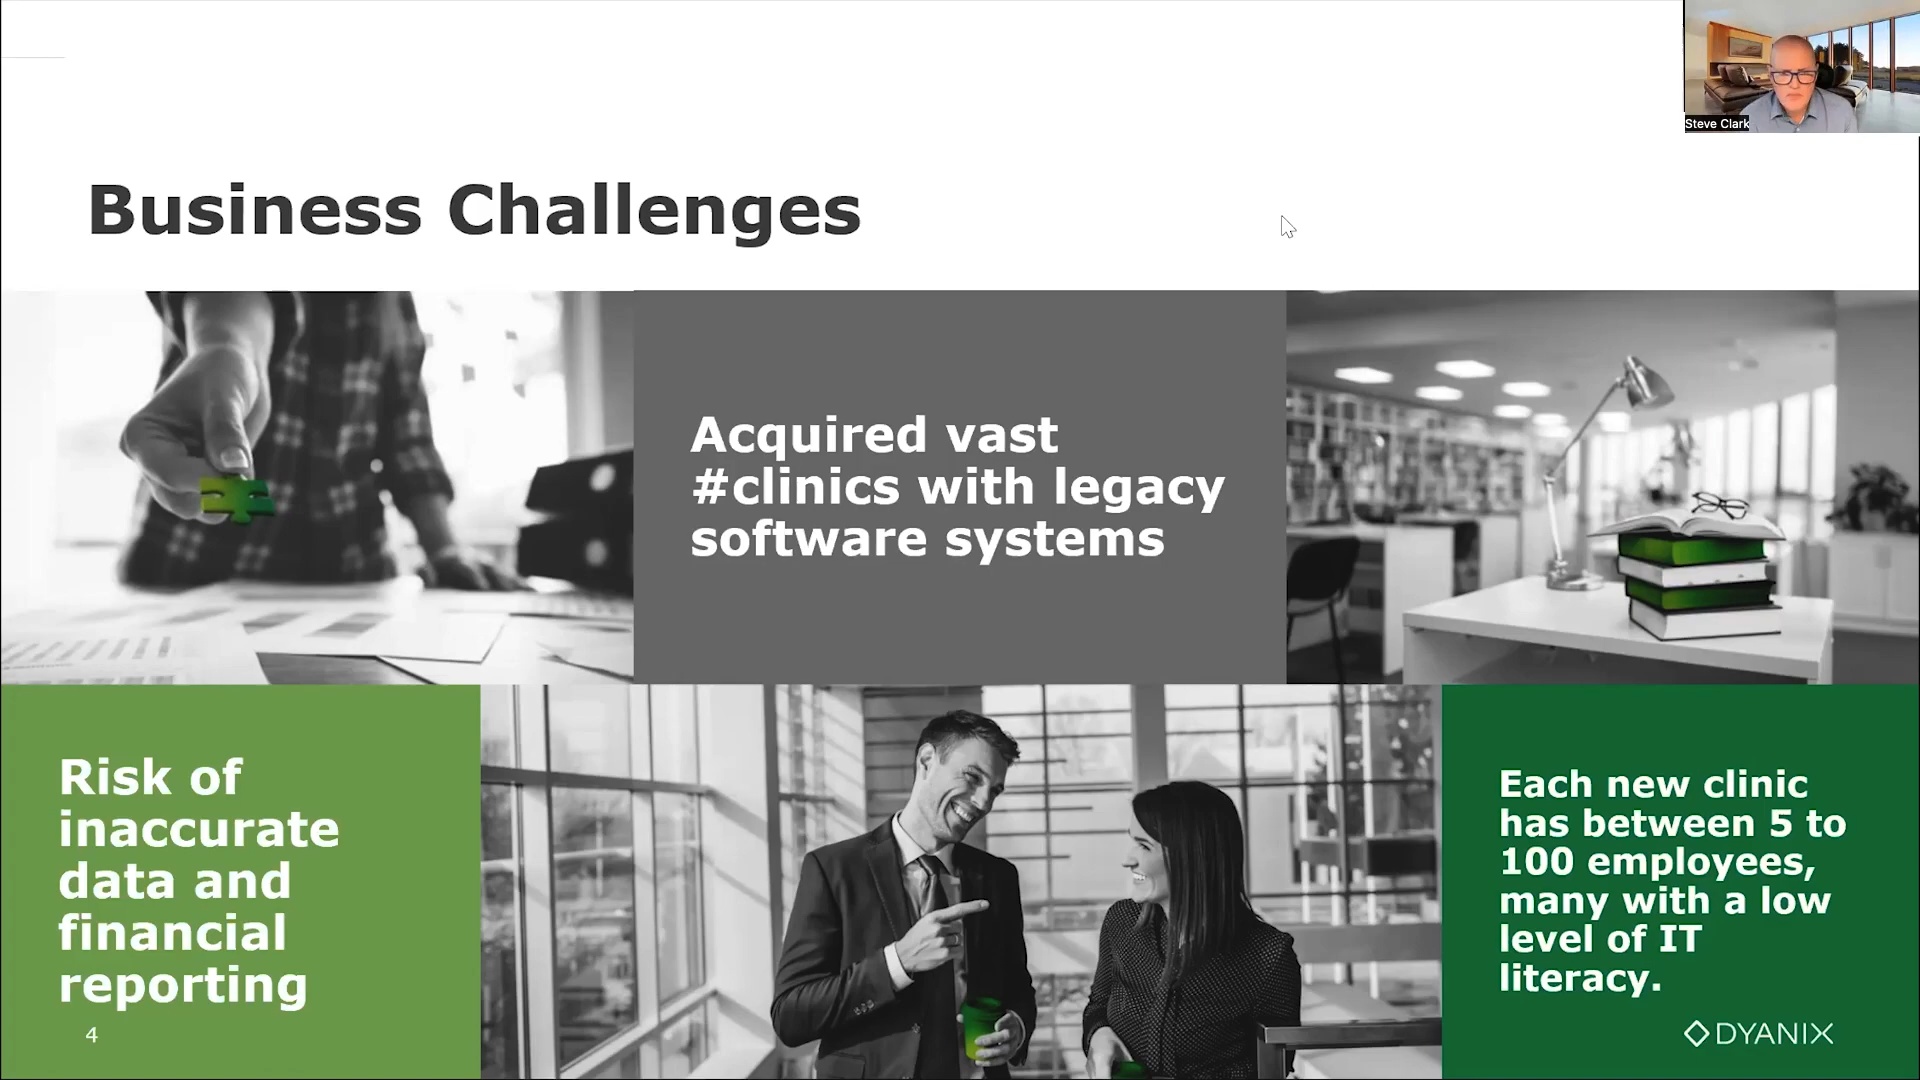 Steve Clark
Business Challenges
Acquired vast
#clinics with legacy
software systems
Risk of
inaccurate
data and
financial
reporting
Each new clinic
has between 5 to
100 employees,
many with a low
level of IT
literacy.
4
DYANIX